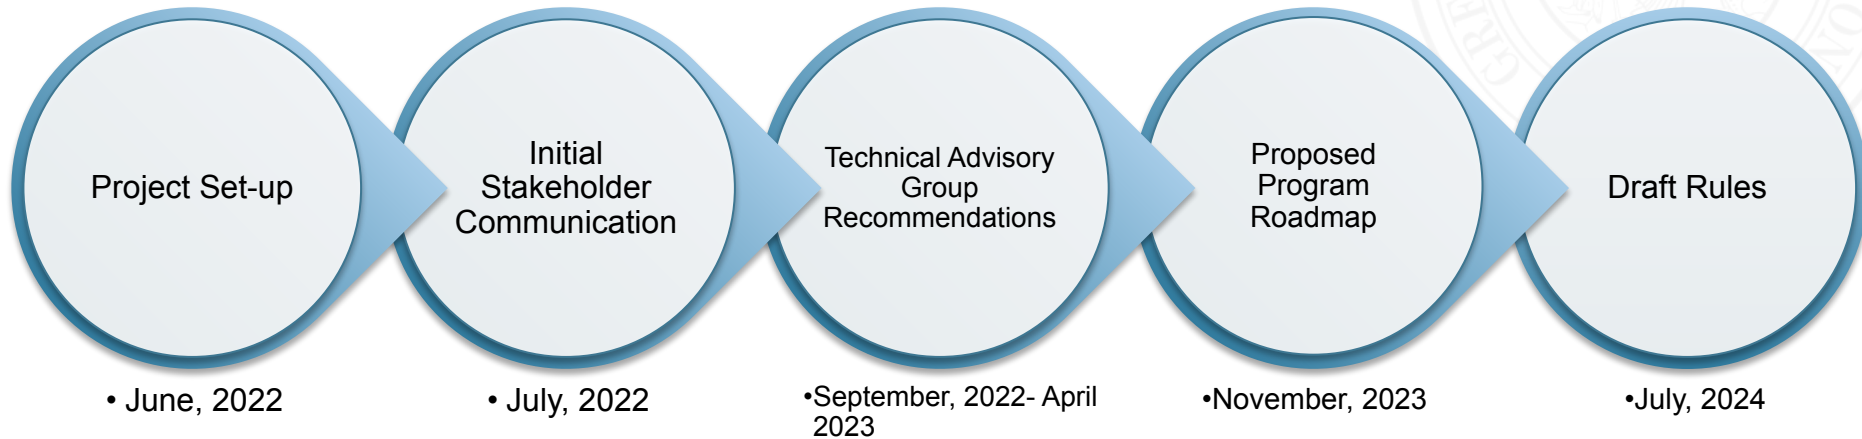 Project Set-up
Initial
Stakeholder
Communication
Technical Advisory
Group
Recommendations
Proposed
Program
Roadmap
Draft Rules
• June, 2022
• July, 2022
•September, 2022- April
2023
•November, 2023
•July, 2024